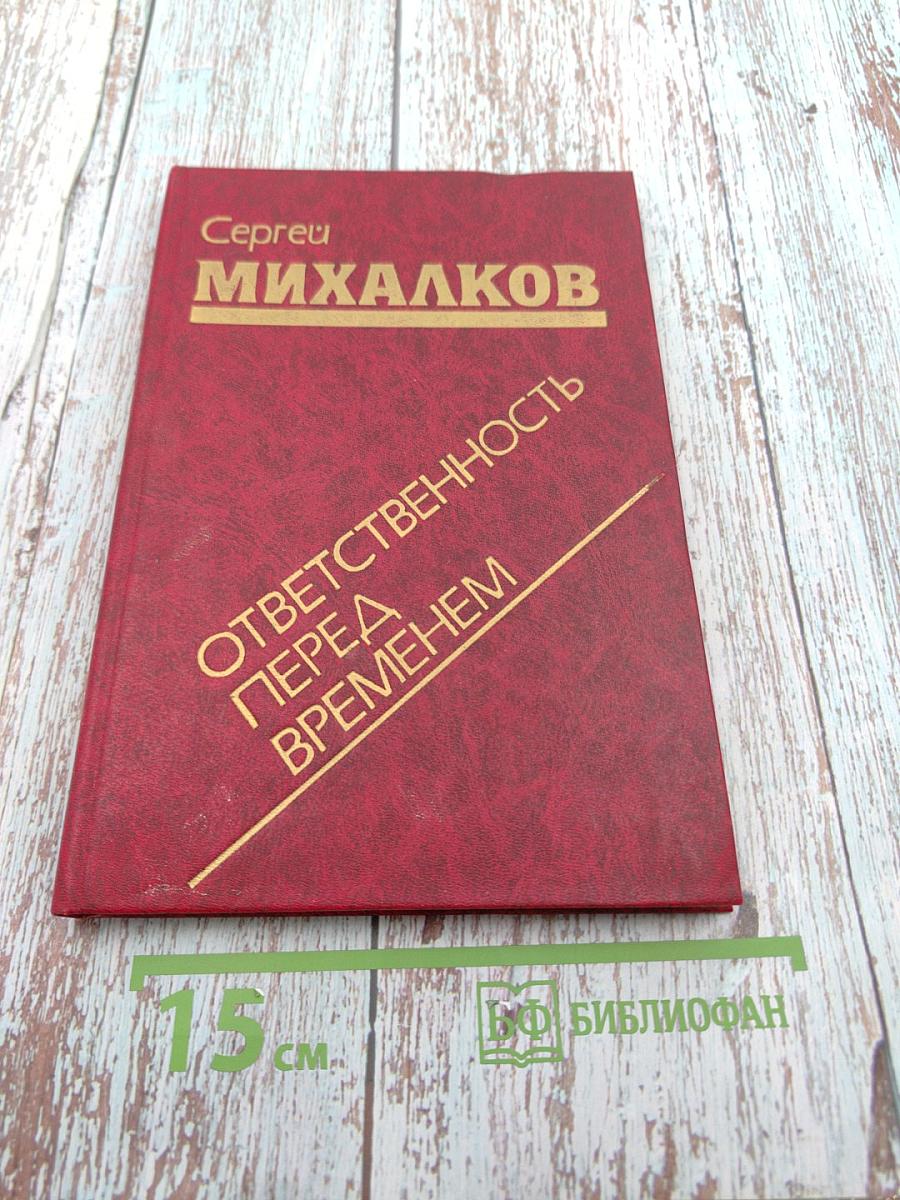 Сергей
МИХАЛКОВ
ОТВЕТСТВЕННОСТЬ
ПЕРЕД
ВРЕМЕНЕМ
15 см
БФ БИБЛИОФАН